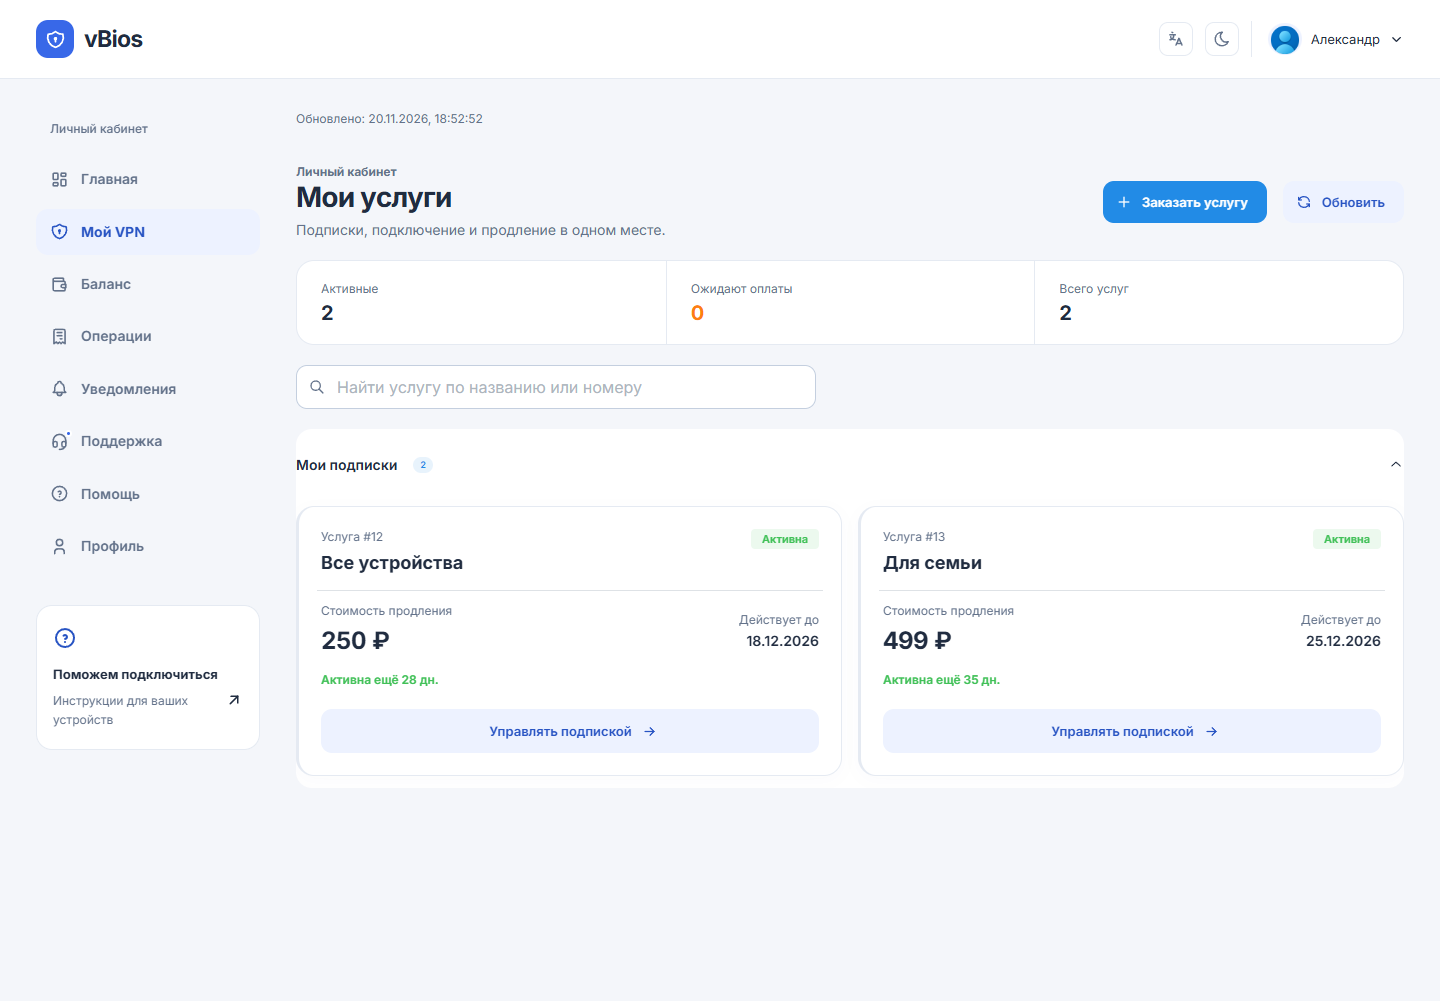 vBios
Александр
Личный кабинет
Главная
Мой VPN
Баланс
Операции
Уведомления
Поддержка
Помощь
Профиль
Поможем подключиться
Инструкции для ваших
устройств
Обновлено: 20.11.2026, 18:52:52
Личный кабинет
Мои услуги
Подписки, подключение и продление в одном месте.
Заказать услугу
Обновить
Активные
2
Ожидают оплаты
0
Всего услуг
2
Найти услугу по названию или номеру
Мои подписки 2
Услуга #12
Активна
Все устройства
Стоимость продления
250 ₽
Действует до
18.12.2026
Активна ещё 28 дн.
Управлять подпиской
Услуга #13
Активна
Для семьи
Стоимость продления
499 ₽
Действует до
25.12.2026
Активна ещё 35 дн.
Управлять подпиской